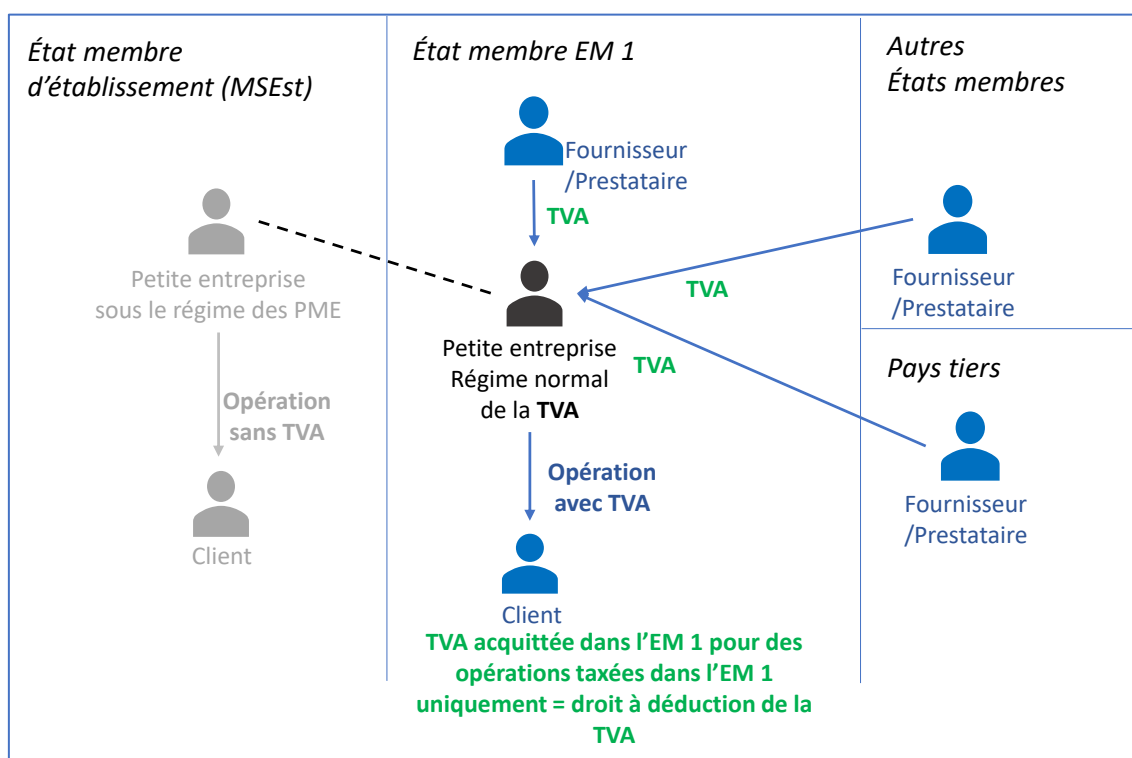 État membre
d’établissement (MSEst)
Petite entreprise
sous le régime des PME
Opération
sans TVA
Client
État membre EM 1
Fournisseur
/Prestataire
TVA
TVA
TVA
Petite entreprise
Régime normal
de la TVA
Opération
avec TVA
Client
TVA acquittée dans l’EM 1 pour des
opérations taxées dans l’EM 1
uniquement = droit à déduction de la
TVA
Autres
États membres
Fournisseur
/Prestataire
Pays tiers
Fournisseur
/Prestataire